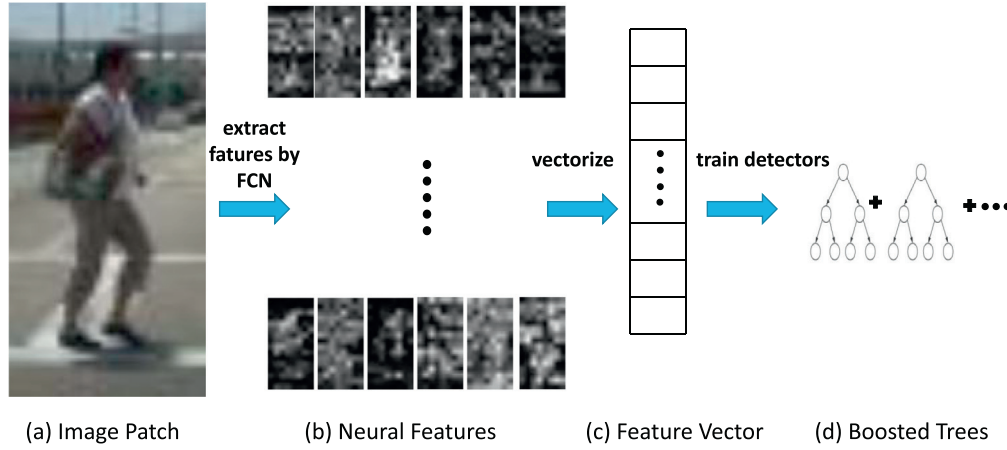 extract
fatures by
FCN
vectorize
train detectors
(a) Image Patch
(b) Neural Features
(c) Feature Vector
(d) Boosted Trees